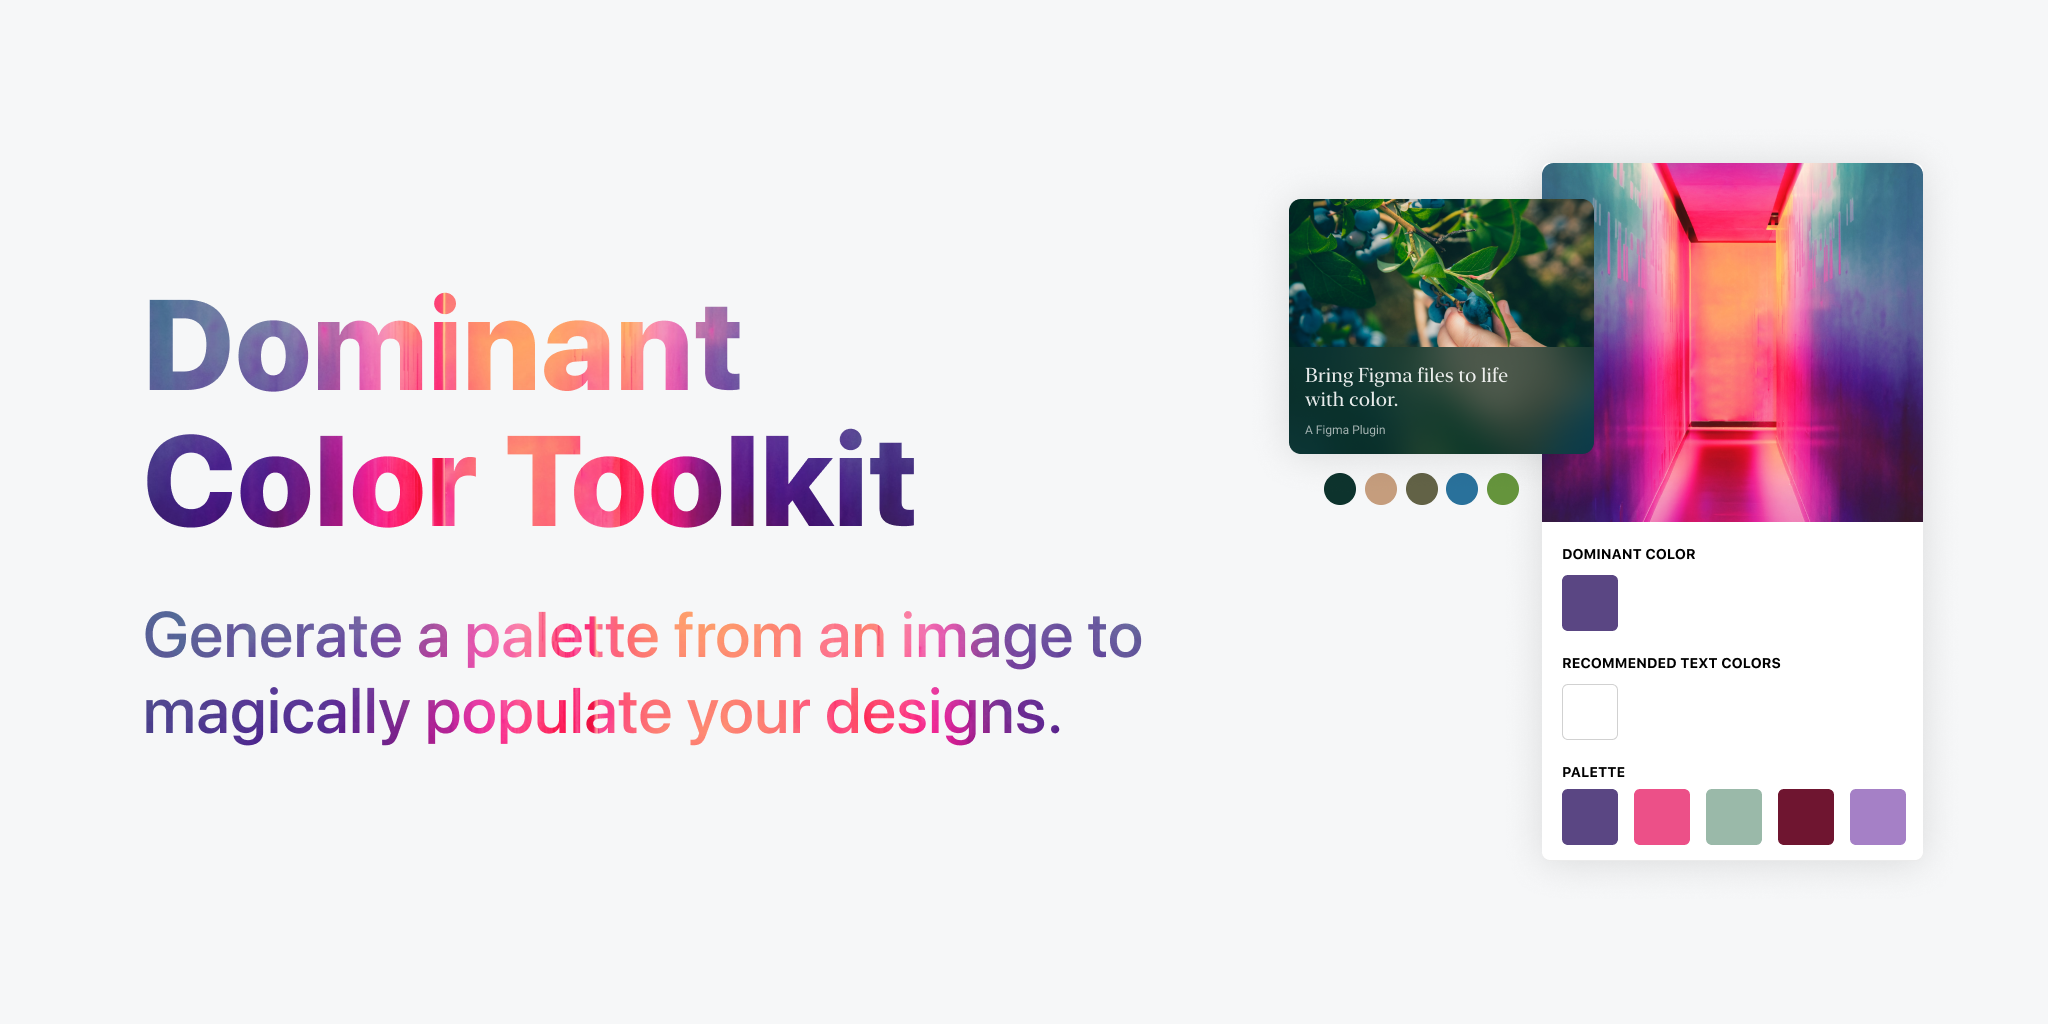 Dominant
Color Toolkit
Generate a palette from an image to
magically populate your designs.
Bring Figma files to life
with color.
A Figma Plugin
DOMINANT COLOR
RECOMMENDED TEXT COLORS
PALETTE